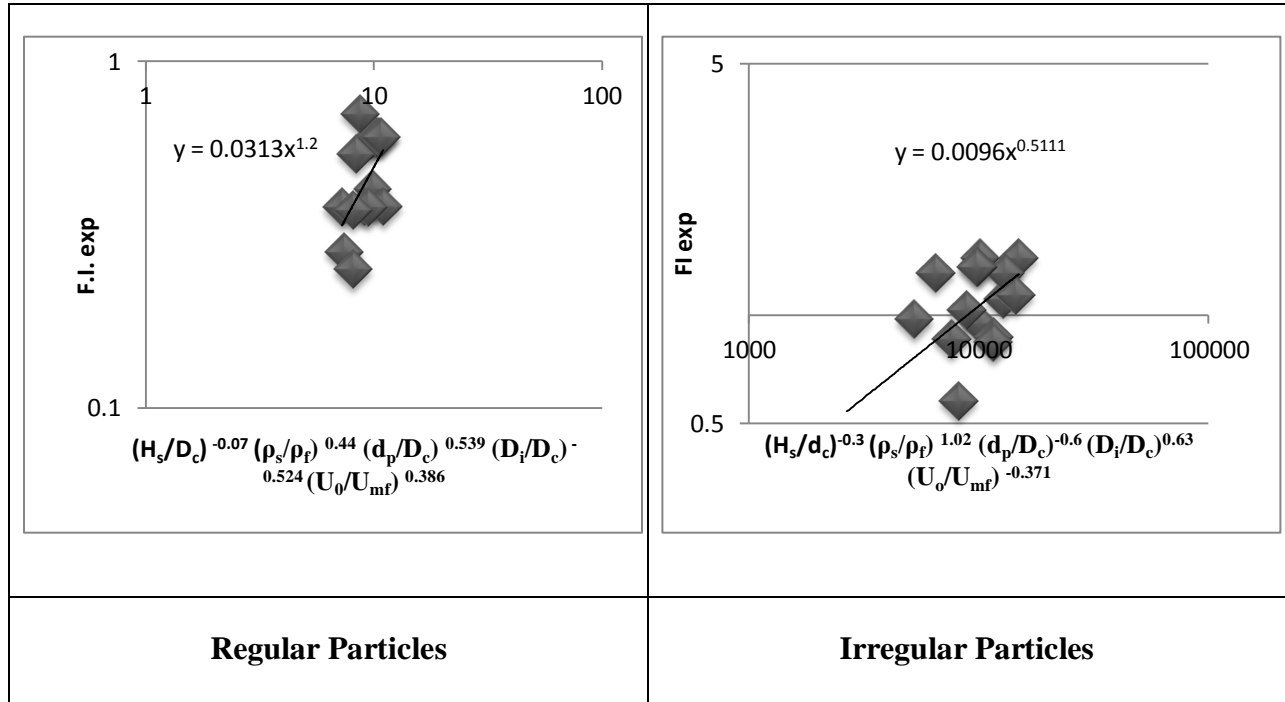 1
1
10
100
y = 0.0313x^1.2
F.I. exp
0.1
(H_s/D_c) ^-0.07 (ρ_s/ρ_f) ^0.44 (d_p/D_c) ^0.539 (D_i/D_c) ^-
^0.524 (U_0/U_mf) ^0.386
5
y = 0.0096x^0.5111
FI exp
1000
10000
100000
0.5
(H_s/d_c)^-0.3 (ρ_s/ρ_f) ^1.02 (d_p/D_c)^-0.6 (D_i/D_c)^0.63
(U_o/U_mf) ^-0.371
Regular Particles
Irregular Particles